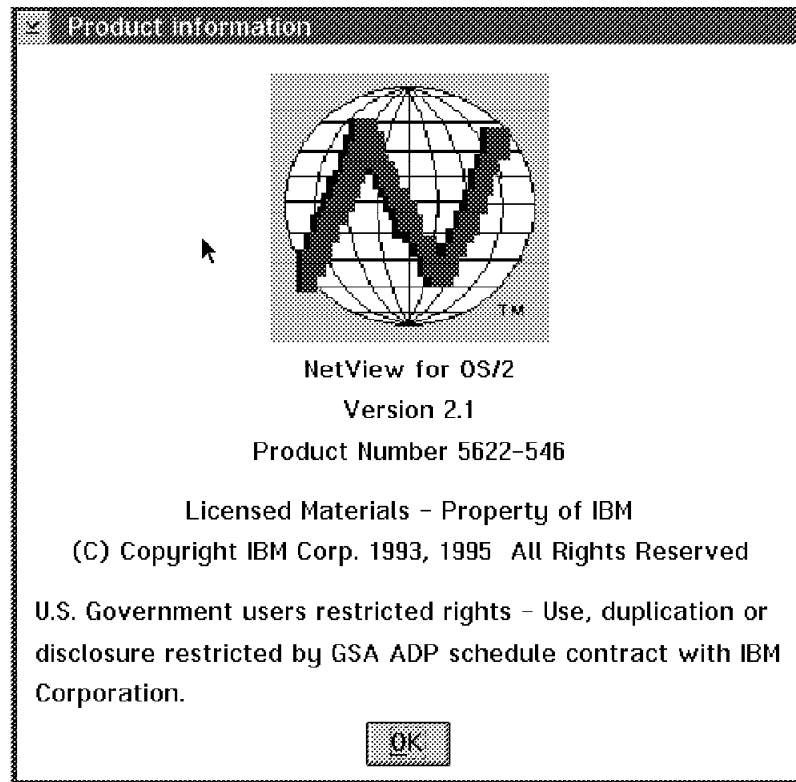 Product information
TM
NetView for OS/2
Version 2.1
Product Number 5622-546
Licensed Materials - Property of IBM
(C) Copyright IBM Corp. 1993, 1995 All Rights Reserved
U.S. Government users restricted rights - Use, duplication or
disclosure restricted by GSA ADP schedule contract with IBM
Corporation.
OK